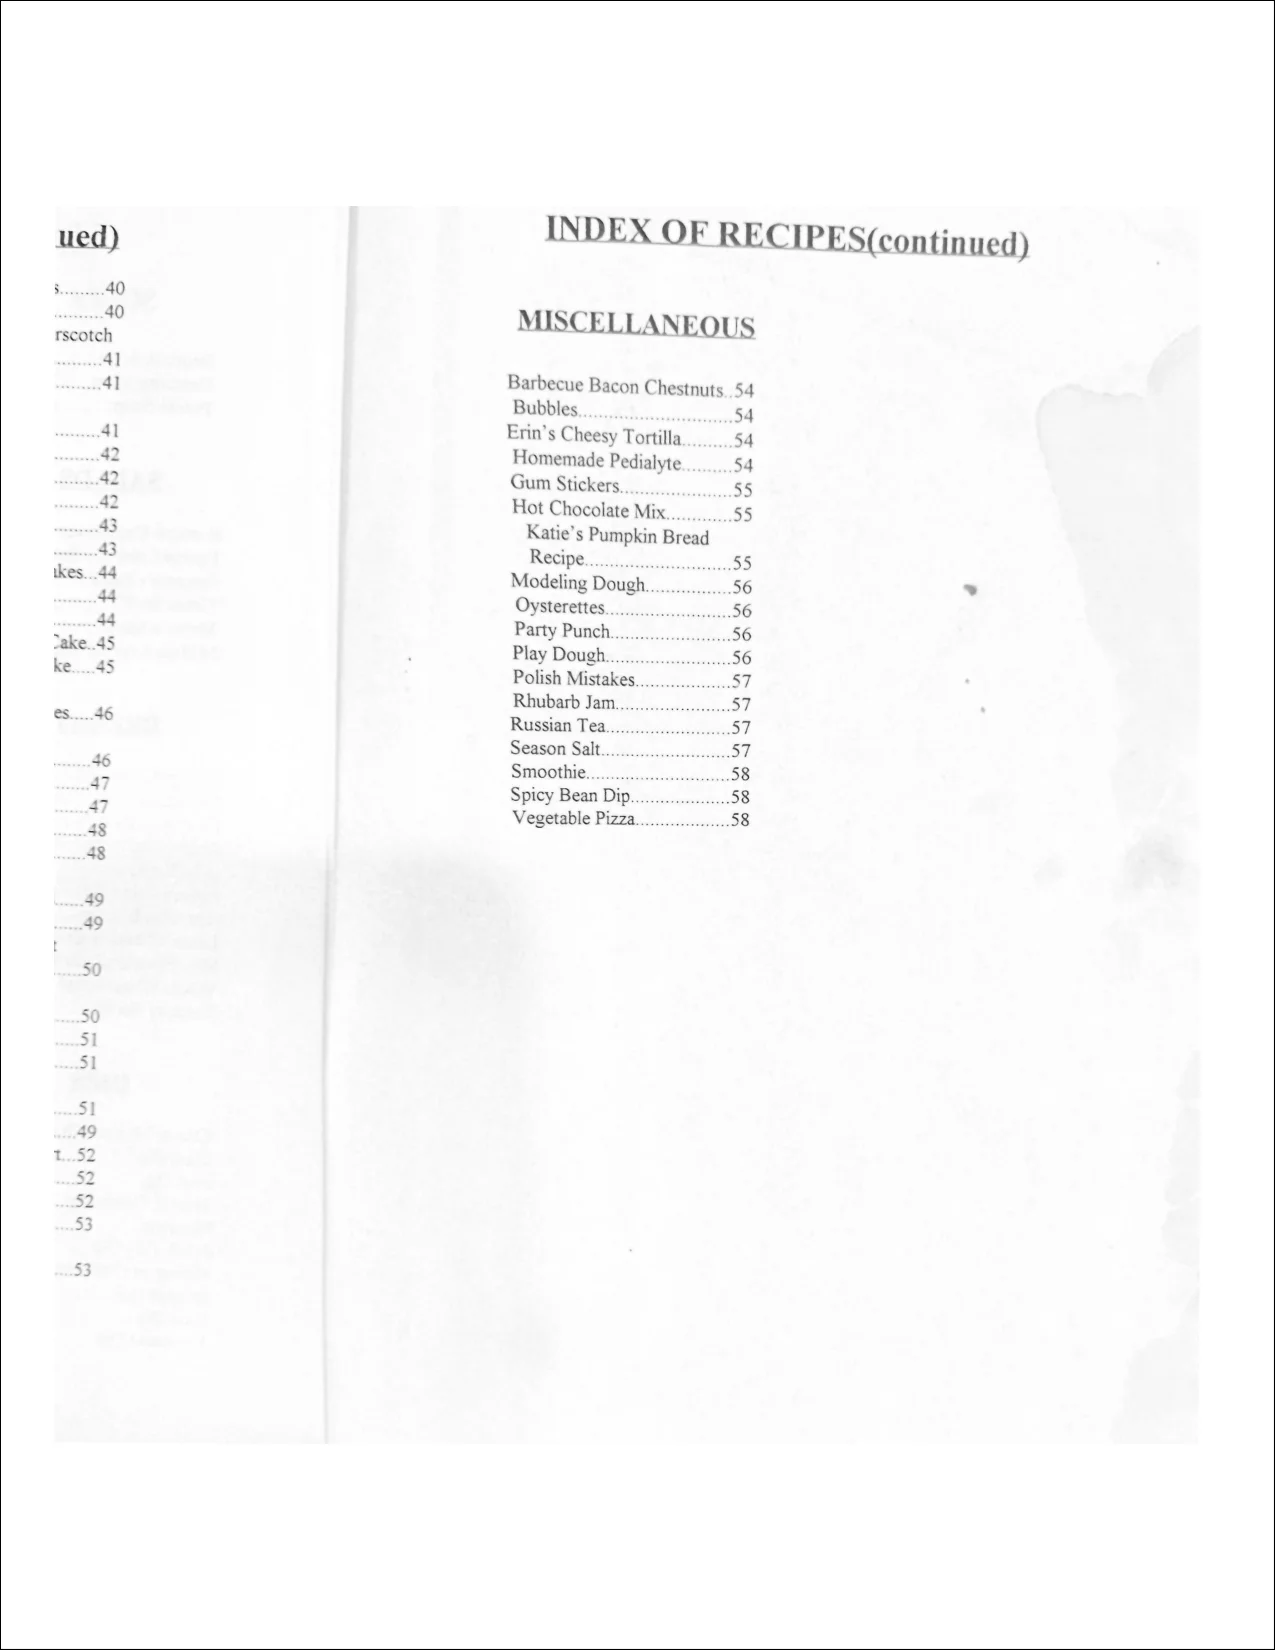 ued)
s.........40
..........40
rscotch
.........41
.........41
.........41
.........42
.........42
.........42
.........43
.........43
akes...44
.........44
.........44
Cake..45
ke.....45
es.....46
........46
.......47
.......47
.......48
.......48
......49
......49
t
......50
.....50
.....51
.....51
.....51
.....49
t...52
....52
....52
....53
....53
INDEX OF RECIPES(continued)
MISCELLANEOUS
Barbecue Bacon Chestnuts..54
Bubbles............................54
Erin's Cheesy Tortilla..........54
Homemade Pedialyte..........54
Gum Stickers......................55
Hot Chocolate Mix............55
Katie's Pumpkin Bread
Recipe.............................55
Modeling Dough................56
Oysterettes.........................56
Party Punch.......................56
Play Dough........................56
Polish Mistakes..................57
Rhubarb Jam......................57
Russian Tea........................57
Season Salt.........................57
Smoothie............................58
Spicy Bean Dip...................58
Vegetable Pizza..................58